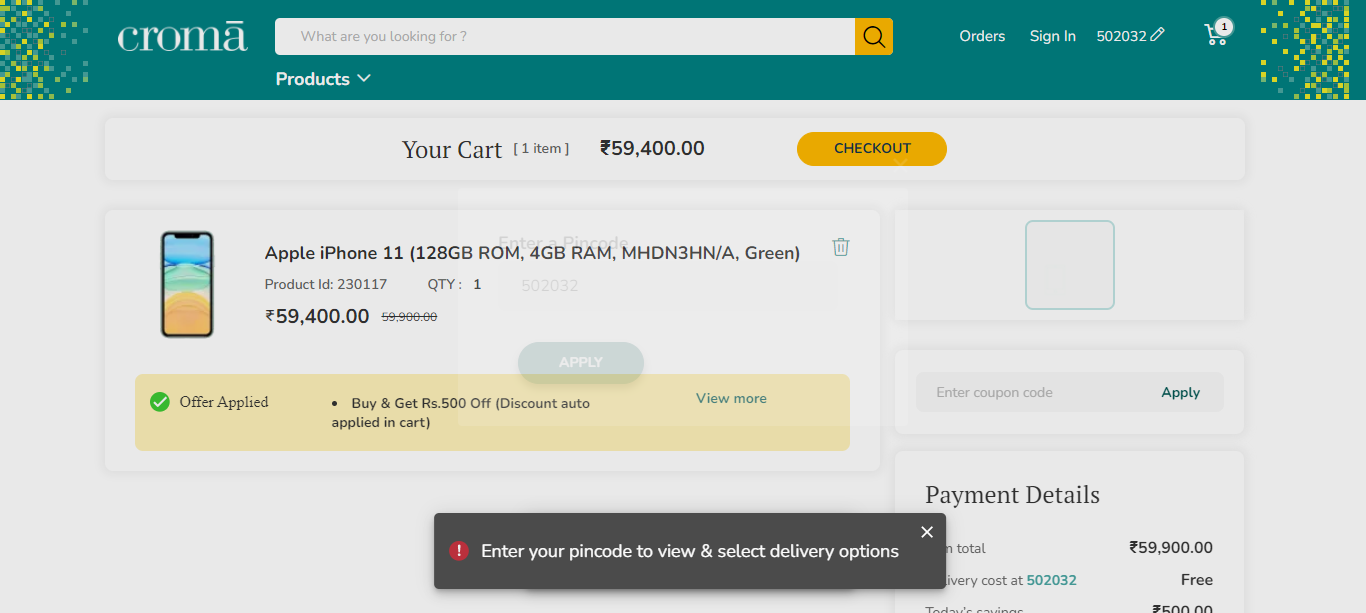 cromā
What are you looking for ?
Orders
Sign In
502032
1
Products
Your Cart [ 1 item ] ₹59,400.00 CHECKOUT
Enter a Pincode
Apple iPhone 11 (128GB ROM, 4GB RAM, MHDN3HN/A, Green)
Product Id: 230117 QTY : 1
502032
₹59,400.00 59,900.00
APPLY
Offer Applied
• Buy & Get Rs.500 Off (Discount auto
applied in cart)
View more
Enter coupon code Apply
Payment Details
total ₹59,900.00
cost at 502032 Free
Today's savings ₹500.00
! Enter your pincode to view & select delivery options